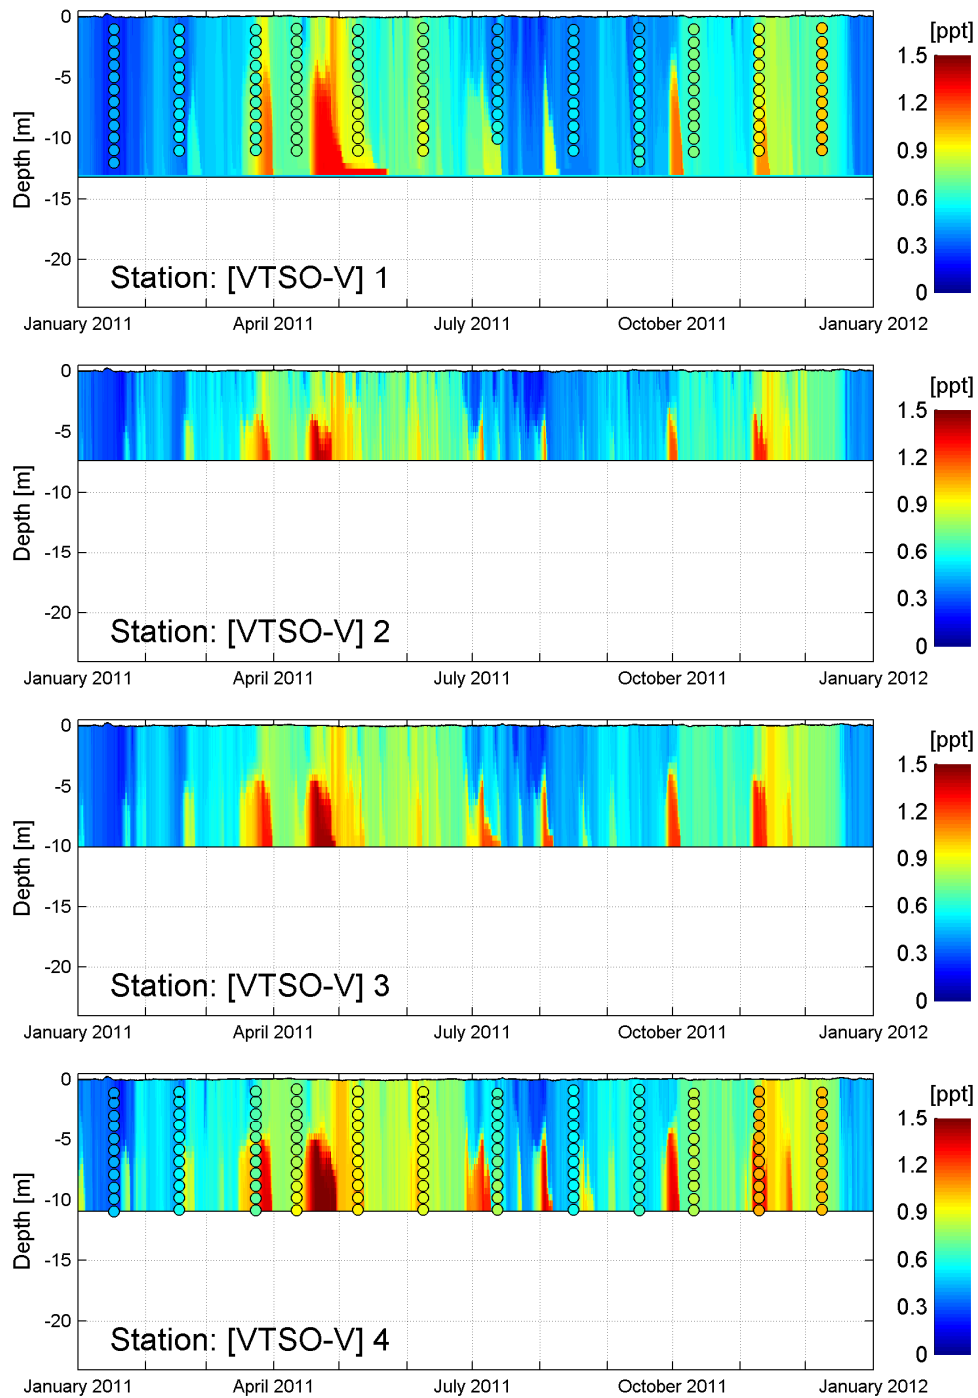 [ppt]
0
-5
-10
-15
-20
Depth [m]
1.5
1.2
0.9
0.6
0.3
0
Station: [VTSO-V] 1
January 2011 April 2011 July 2011 October 2011 January 2012
[ppt]
0
-5
-10
-15
-20
Depth [m]
1.5
1.2
0.9
0.6
0.3
0
Station: [VTSO-V] 2
January 2011 April 2011 July 2011 October 2011 January 2012
[ppt]
0
-5
-10
-15
-20
Depth [m]
1.5
1.2
0.9
0.6
0.3
0
Station: [VTSO-V] 3
January 2011 April 2011 July 2011 October 2011 January 2012
[ppt]
0
-5
-10
-15
-20
Depth [m]
1.5
1.2
0.9
0.6
0.3
0
Station: [VTSO-V] 4
January 2011 April 2011 July 2011 October 2011 January 2012